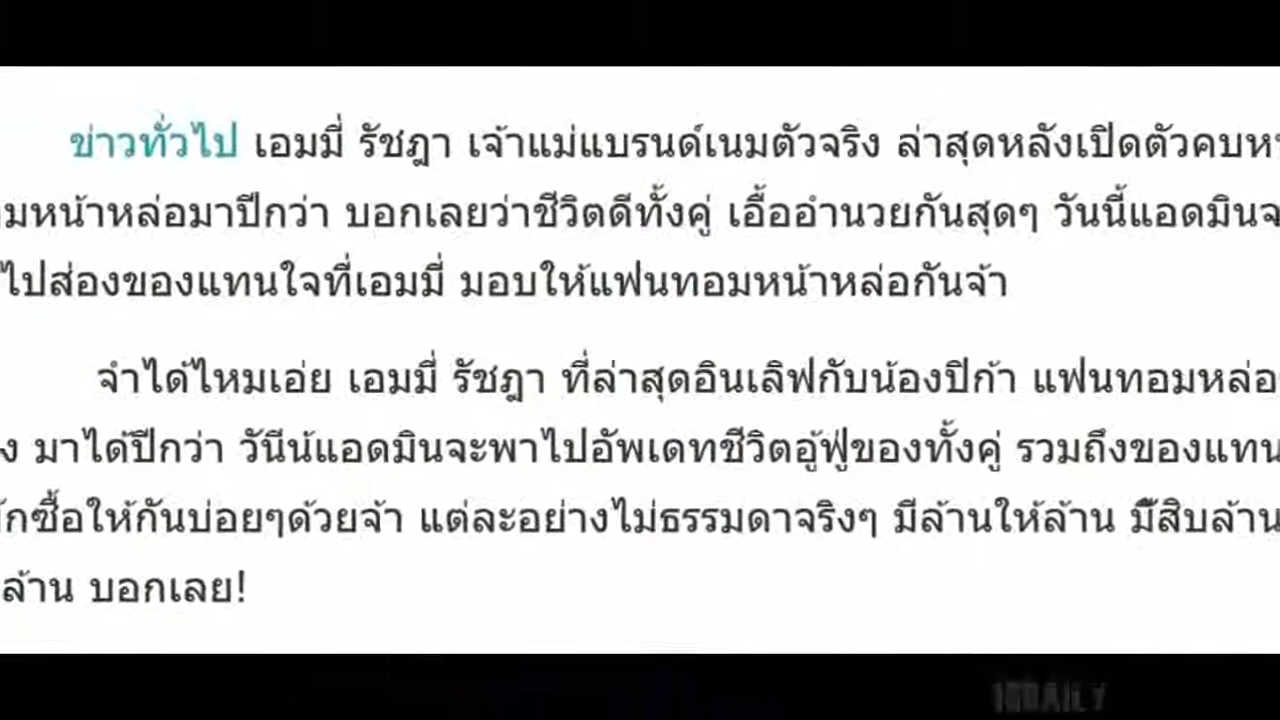 ข่าวทั่วไป เอมมี่ รัชฎา เจ้าแม่แบรนด์เนมตัวจริง ล่าสุดหลังเปิดตัวคบห
มหน้าหล่อมาปีกว่า บอกเลยว่าชีวิตดีทั้งคู่ เอื้ออำนวยกันสุดๆ วันนี้แอดมินจ
ไปส่องของแทนใจที่เอมมี่ มอบให้แฟนทอมหน้าหล่อกันจ้า
จำได้ไหมเอ่ย เอมมี่ รัชฎา ที่ล่าสุดอินเลิฟกับน้องปิก้า แฟนทอมหล่อ
ง มาได้ปีกว่า วันีน้แอดมินจะพาไปอัพเดทชีวิตอู้ฟู่ของทั้งคู่ รวมถึงของแทน
ักซื้อให้กันบ่อยๆด้วยจ้า แต่ละอย่างไม่ธรรมดาจริงๆ มีล้านให้ล้าน มีสิบล้าน
ล้าน บอกเลย!